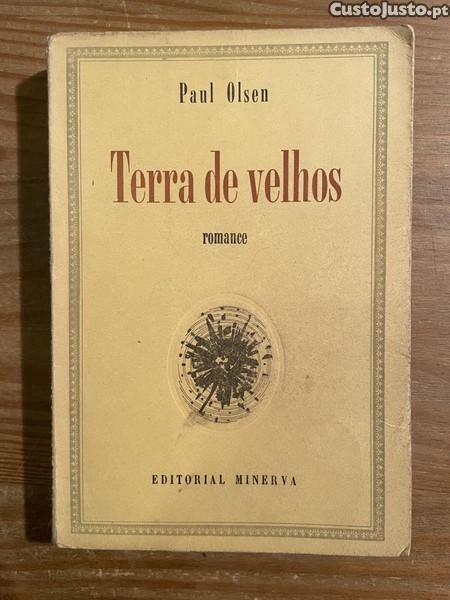 CustoJusto.pt
Paul Olsen
Terra de velhos
romance
EDITORIAL MINERVA